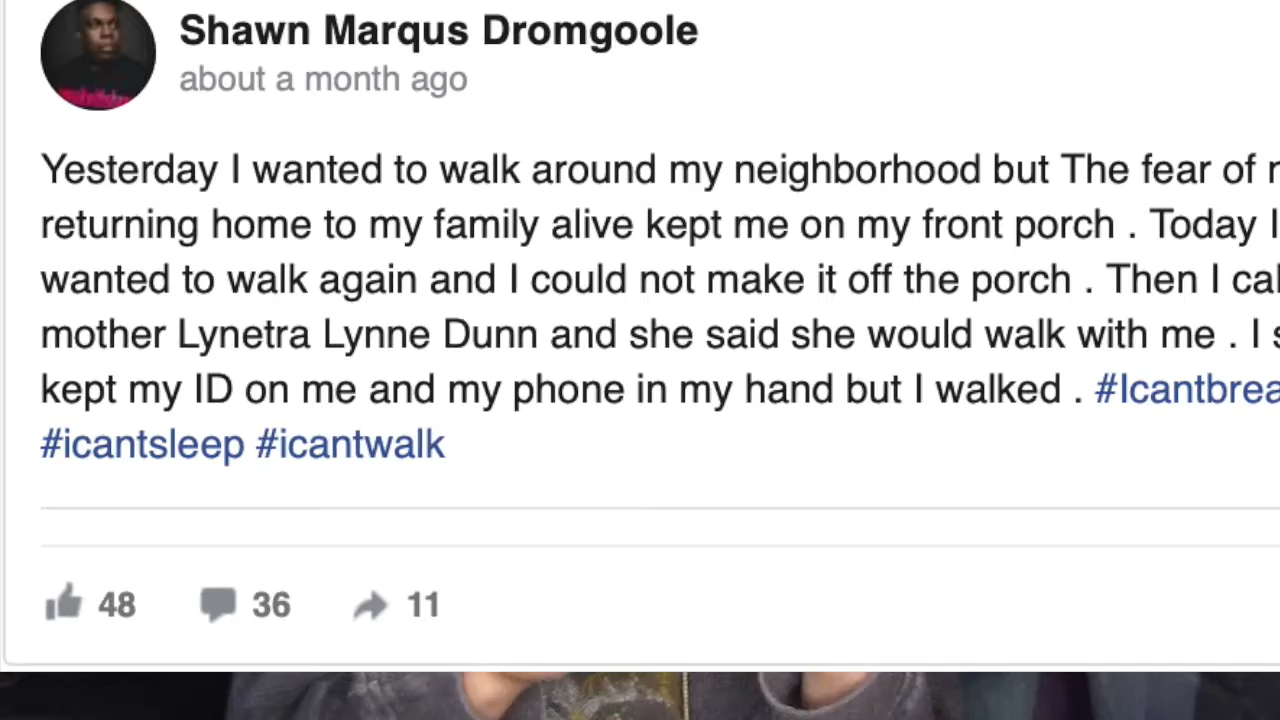 Shawn Marqus Dromgoole
about a month ago
Yesterday I wanted to walk around my neighborhood but The fear of
returning home to my family alive kept me on my front porch . Today I
wanted to walk again and I could not make it off the porch . Then I
mother Lynetra Lynne Dunn and she said she would walk with me . I
kept my ID on me and my phone in my hand but I walked .
#icantsleep #icantwalk
48 36 11